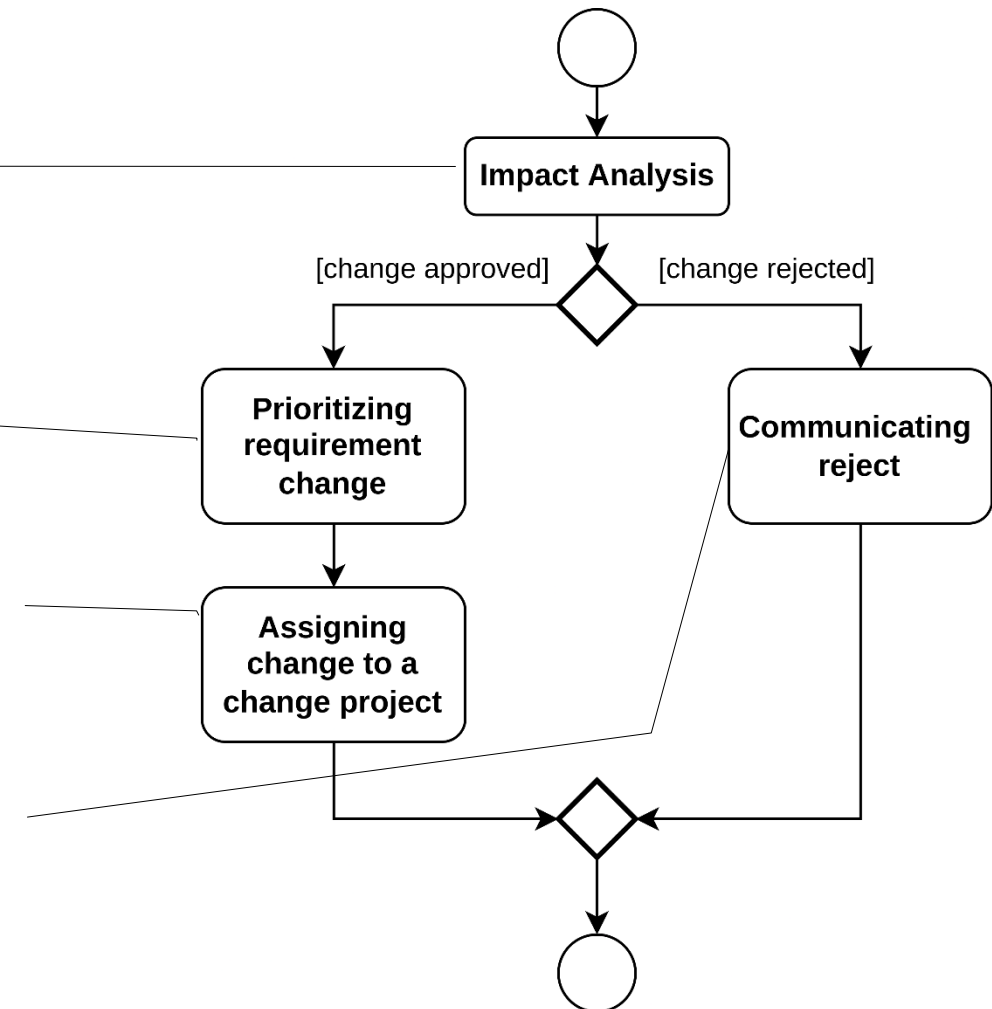 Impact Analysis
[change approved]
[change rejected]
Prioritizing
requirement
change
Communicating
reject
Assigning
change to a
change project